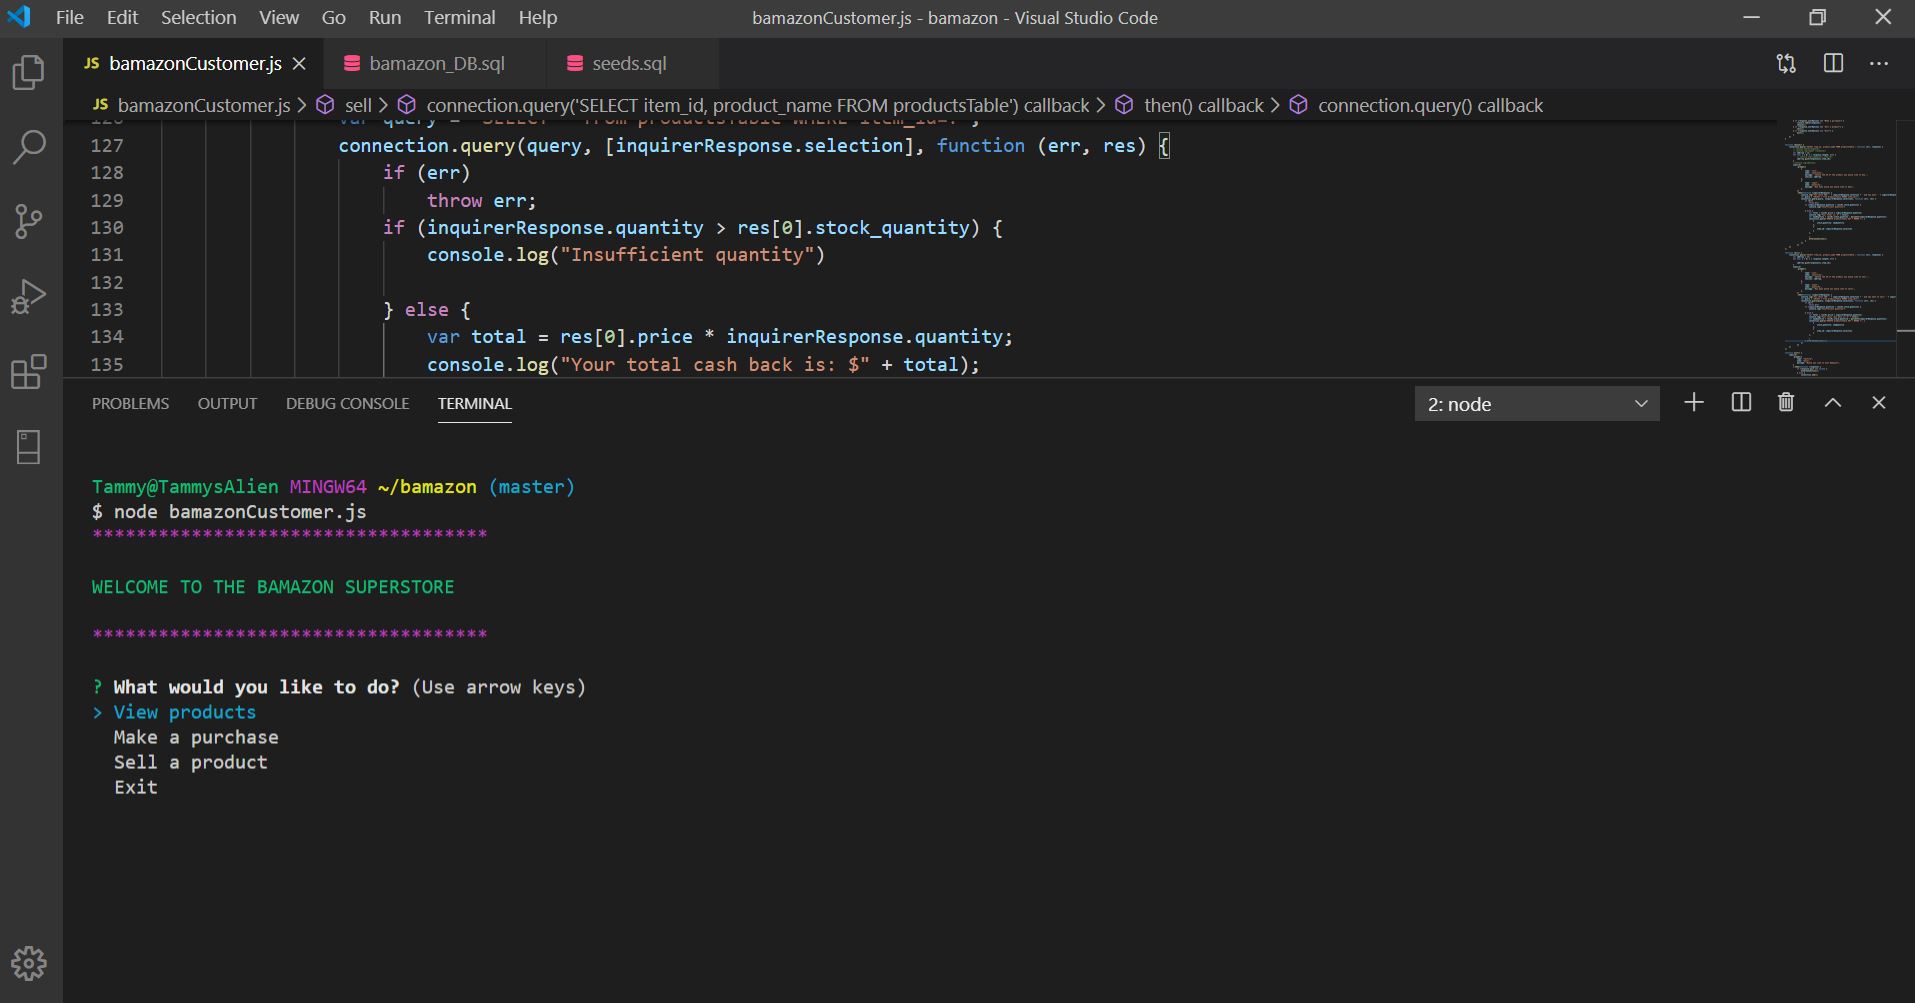 File Edit Selection View Go Run Terminal Help
bamazonCustomer.js - bamazon - Visual Studio Code
JS bamazonCustomer.js
bamazon_DB.sql
seeds.sql
JS bamazonCustomer.js > sell > connection.query('SELECT item_id, product_name FROM productsTable') callback > then() callback > connection.query() callback
127 connection.query(query, [inquirerResponse.selection], function (err, res) {
128 if (err)
129 throw err;
130 if (inquirerResponse.quantity > res[0].stock_quantity) {
131 console.log("Insufficient quantity")
132
133 } else {
134 var total = res[0].price * inquirerResponse.quantity;
135 console.log("Your total cash back is: $" + total);
PROBLEMS OUTPUT DEBUG CONSOLE TERMINAL
2: node
Tammy@TammysAlien MINGW64 ~/bamazon (master)
$ node bamazonCustomer.js
************************************
WELCOME TO THE BAMAZON SUPERSTORE
************************************
? What would you like to do? (Use arrow keys)
> View products
Make a purchase
Sell a product
Exit